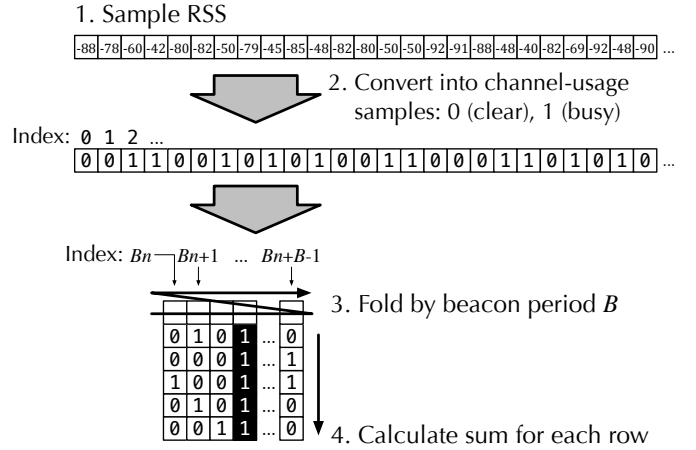 1. Sample RSS
-88 -78 -60 -42 -80 -82 -50 -79 -45 -85 -48 -82 -80 -50 -50 -92 -91 -88 -48 -40 -82 -69 -92 -48 -90 ...
2. Convert into channel-usage
samples: 0 (clear), 1 (busy)
Index: 0 1 2 ...
0 0 1 1 0 0 1 0 1 0 1 0 0 1 1 0 0 0 1 1 0 1 0 1 0 ...
Index: Bn Bn+1 ... Bn+B-1
3. Fold by beacon period B
0 1 0 1 ... 0
0 0 0 1 ... 1
1 0 0 1 ... 1
0 1 0 1 ... 0
0 0 1 1 ... 0
4. Calculate sum for each row